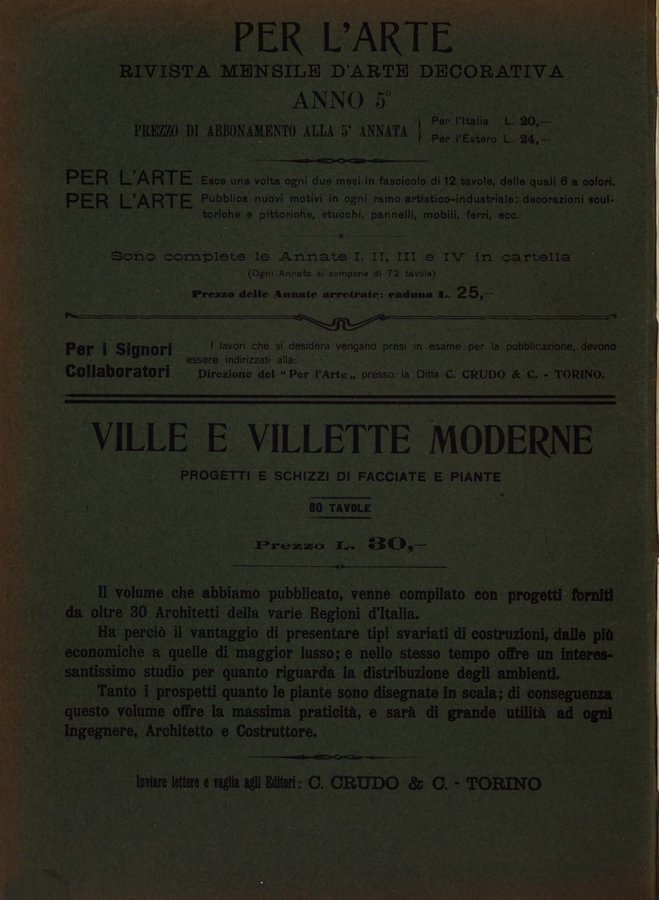 PER L'ARTE
RIVISTA MENSILE D'ARTE DECORATIVA
ANNO 5°
PREZZO DI ABBONAMENTO ALLA 5ª ANNATA
Per l'Italia L. 20,—
Per l'Estero L. 24,—
PER L'ARTE Esce una volta ogni due mesi in fascicolo di 12 tavole, delle quali 6 a colori.
PER L'ARTE Pubblica nuovi motivi in ogni ramo artistico-industriale: decorazioni scul-
toriche e pittoriche, stucchi, pannelli, mobili, ferri, ecc.
Sono complete le Annate I, II, III e IV in cartella
(Ogni Annata si compone di 72 tavole)
Prezzo delle Annate arretrate: caduna L. 25,—
Per i Signori
Collaboratori
I lavori che si desidera vengano presi in esame per la pubblicazione, devono
essere indirizzati alla:
Direzione del "Per l'Arte„ presso la Ditta C. CRUDO & C. - TORINO.
VILLE E VILLETTE MODERNE
PROGETTI E SCHIZZI DI FACCIATE E PIANTE
80 TAVOLE
Prezzo L. 30,—
Il volume che abbiamo pubblicato, venne compilato con progetti forniti
da oltre 30 Architetti della varie Regioni d'Italia.
Ha perciò il vantaggio di presentare tipi svariati di costruzioni, dalle più
economiche a quelle di maggior lusso; e nello stesso tempo offre un interes-
santissimo studio per quanto riguarda la distribuzione degli ambienti.
Tanto i prospetti quanto le piante sono disegnate in scala; di conseguenza
questo volume offre la massima praticità, e sarà di grande utilità ad ogni
Ingegnere, Architetto e Costruttore.
Inviare lettere e vaglia agli Editori: C. CRUDO & C. - TORINO